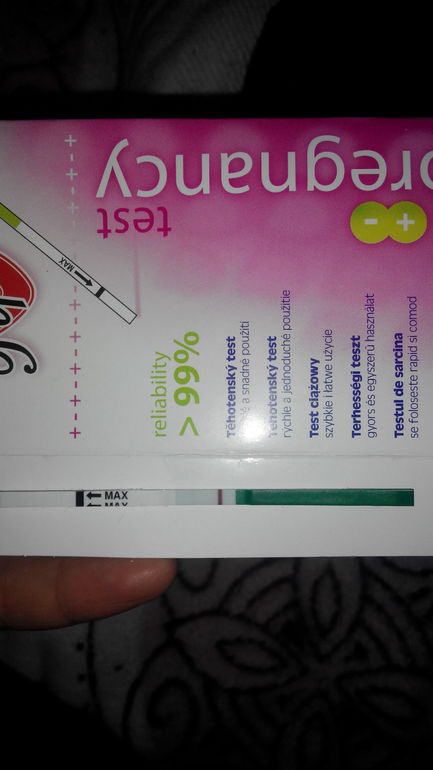 pregnancy
test
+ -
MAX
reliability
> 99%
Těhotenský test
rychlé a snadné použití
Tehotenský test
rýchle a jednoduché použitie
Test ciążowy
szybkie i łatwe użycie
Terhességi teszt
gyors és egyszerű használat
Testul de sarcina
se foloseste rapid si comod
MAX
MAX